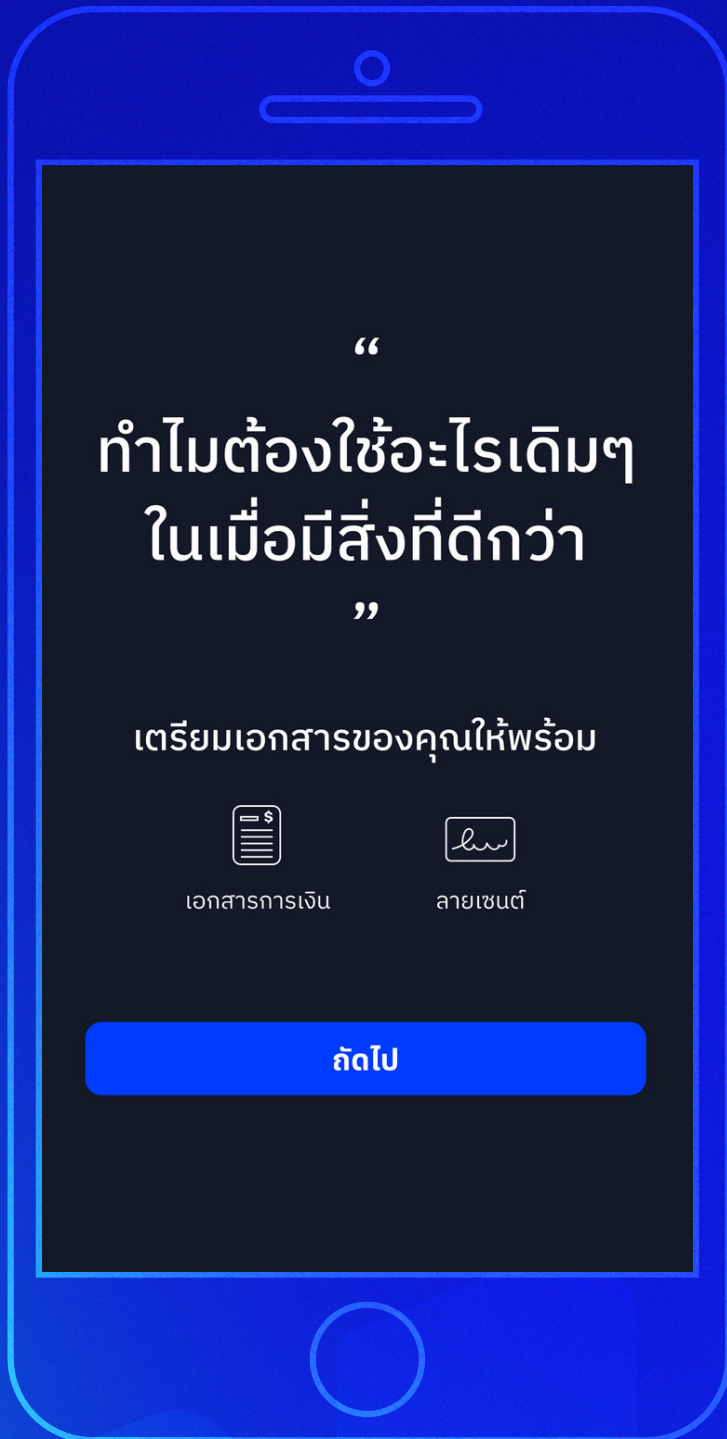 “
ทำไมต้องใช้อะไรเดิมๆ
ในเมื่อมีสิ่งที่ดีกว่า
”
เตรียมเอกสารของคุณให้พร้อม
$
เอกสารการเงิน ลายเซนต์
ถัดไป